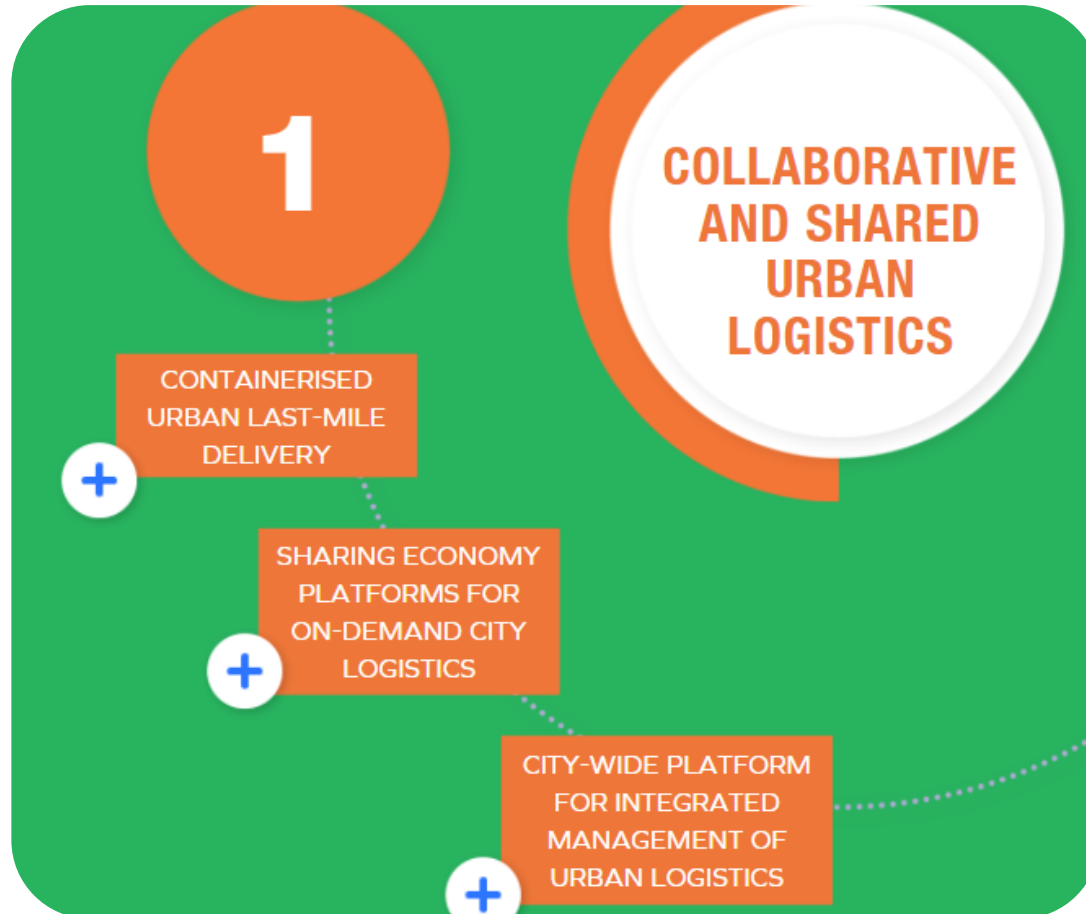 1
COLLABORATIVE
AND SHARED
URBAN
LOGISTICS
CONTAINERISED
URBAN LAST-MILE
DELIVERY
SHARING ECONOMY
PLATFORMS FOR
ON-DEMAND CITY
LOGISTICS
CITY-WIDE PLATFORM
FOR INTEGRATED
MANAGEMENT OF
URBAN LOGISTICS